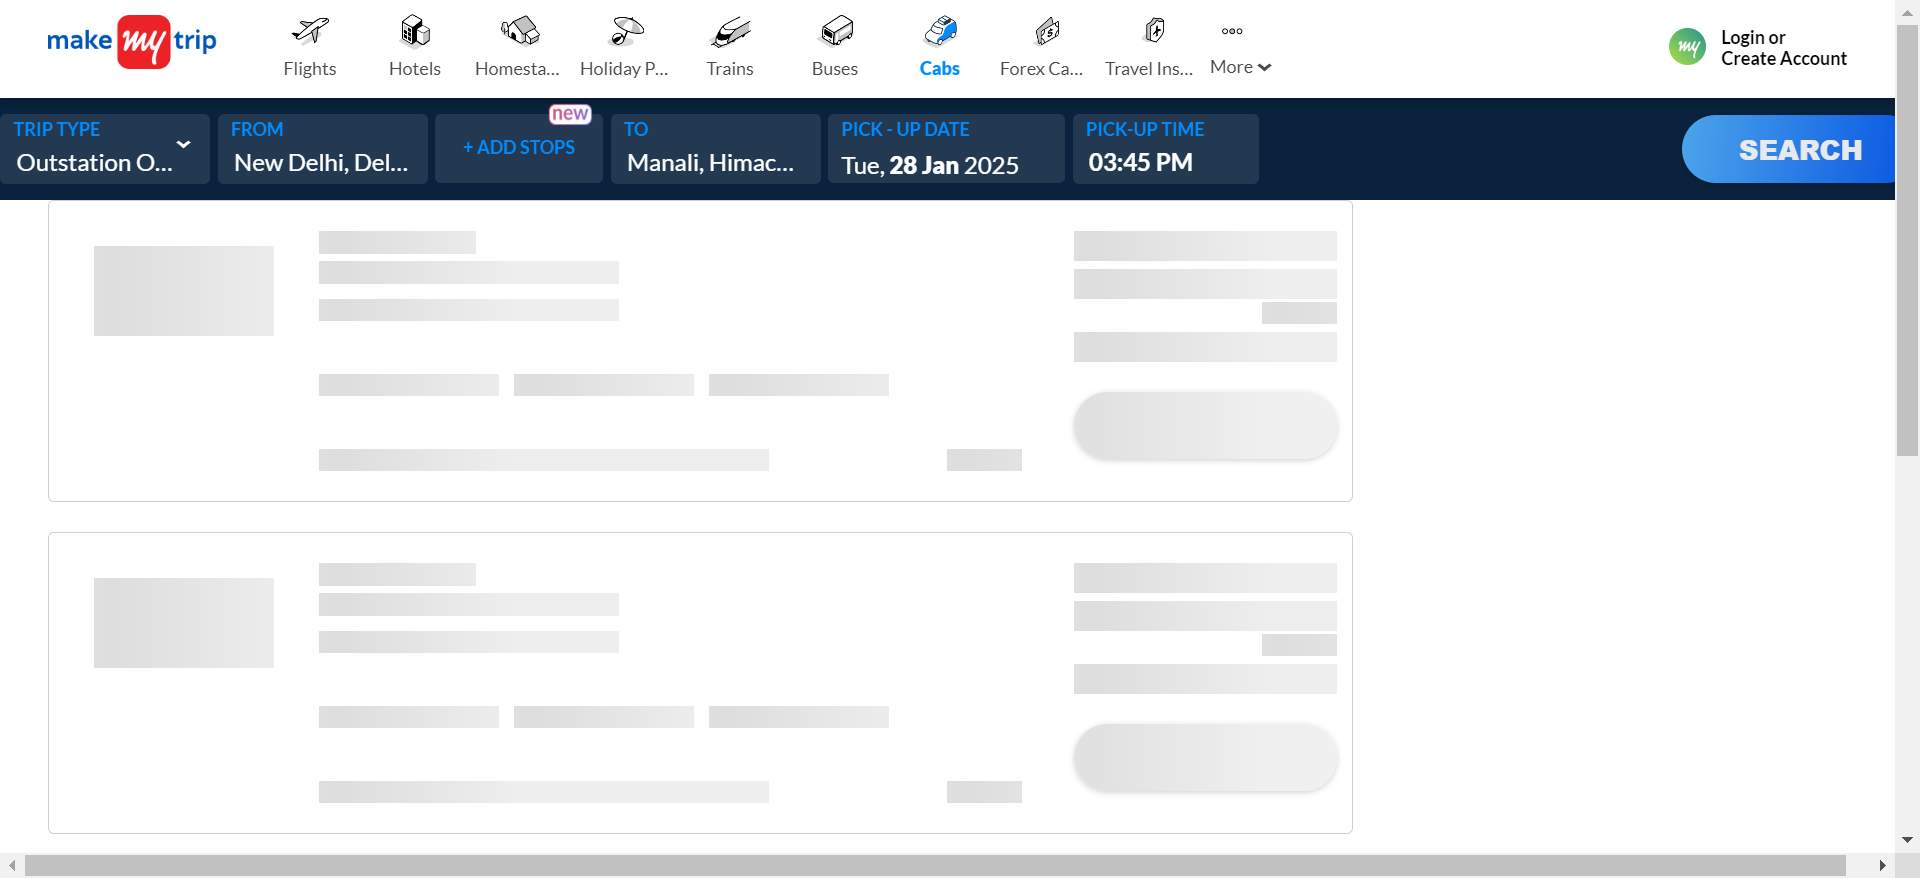 make my trip
Flights
Hotels
Homesta...
Holiday P...
Trains
Buses
Cabs
Forex Ca...
Travel Ins...
More
my
Login or
Create Account
TRIP TYPE
Outstation O...
FROM
New Delhi, Del...
new
+ ADD STOPS
TO
Manali, Himac...
PICK - UP DATE
Tue, 28 Jan 2025
PICK-UP TIME
03:45 PM
SEARCH